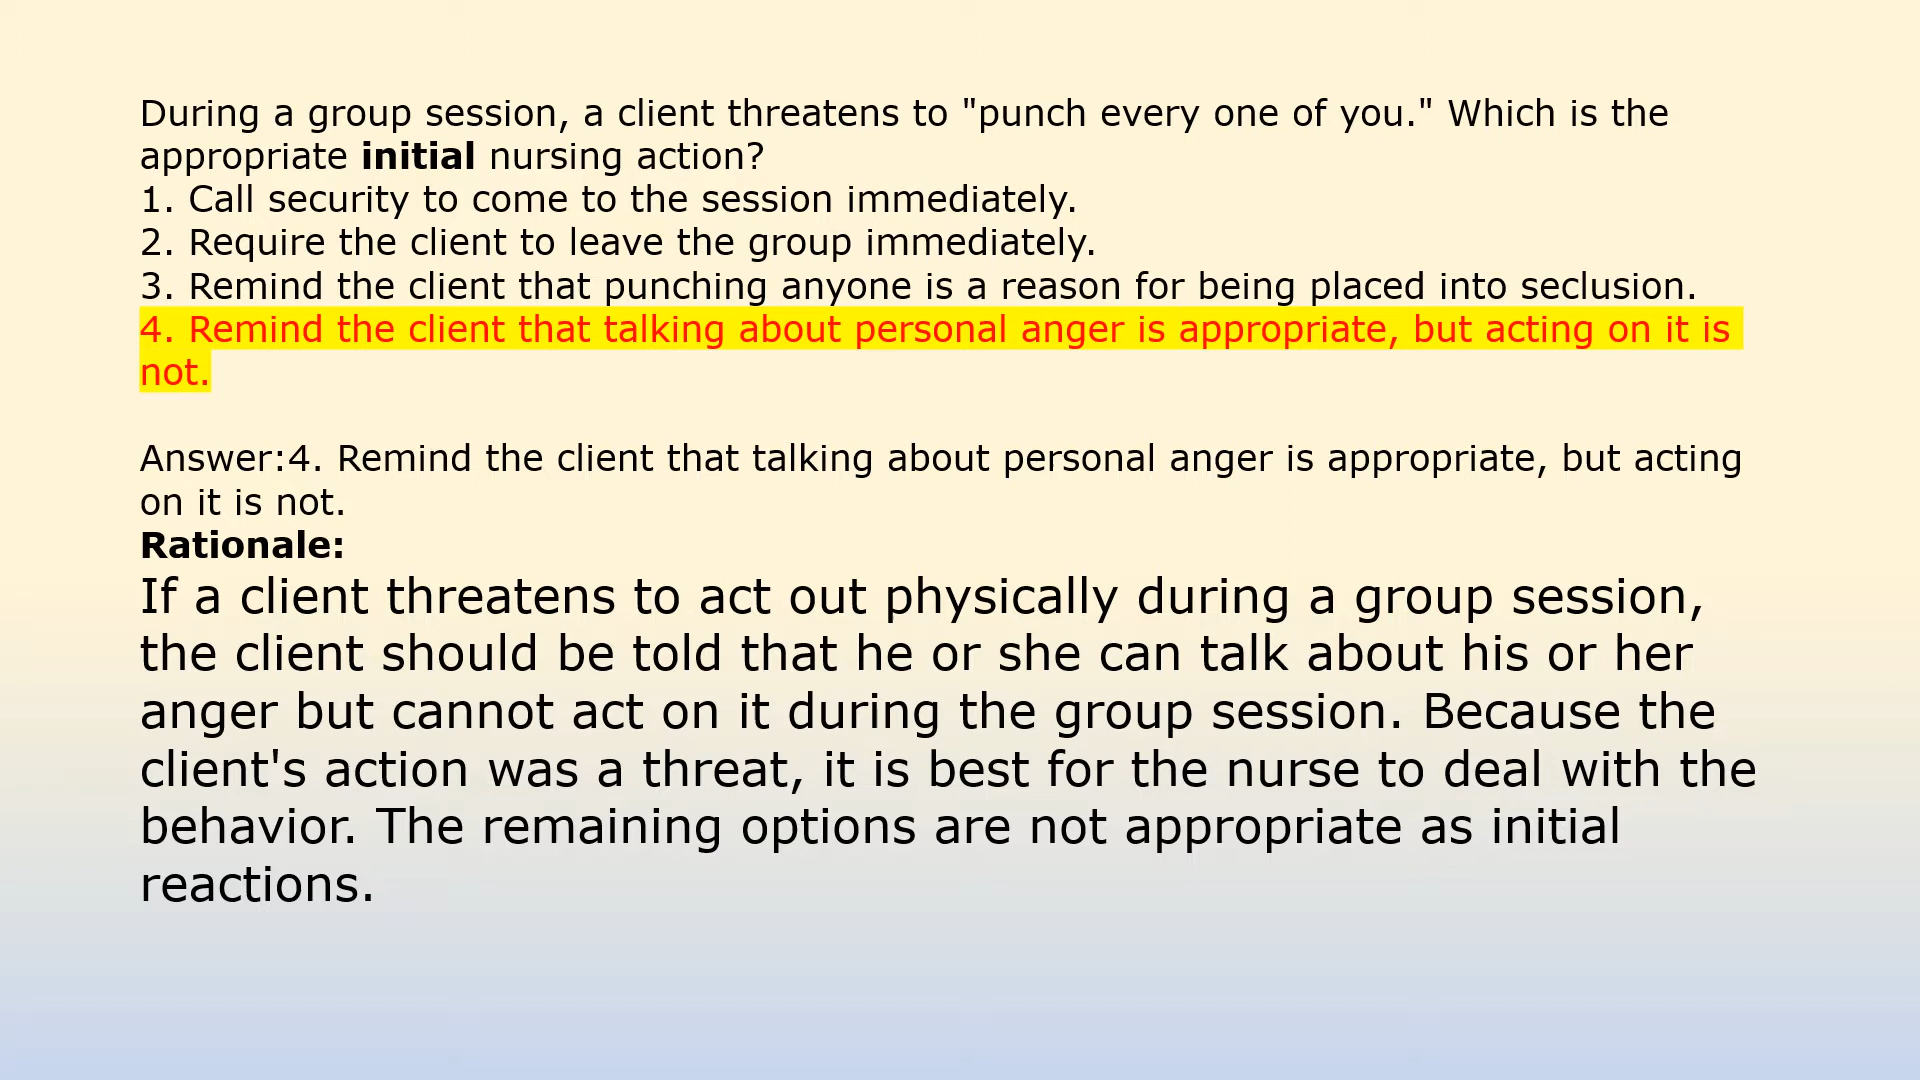 During a group session, a client threatens to "punch every one of you." Which is the
appropriate initial nursing action?
1. Call security to come to the session immediately.
2. Require the client to leave the group immediately.
3. Remind the client that punching anyone is a reason for being placed into seclusion.
4. Remind the client that talking about personal anger is appropriate, but acting on it is
not.
Answer:4. Remind the client that talking about personal anger is appropriate, but acting
on it is not.
Rationale:
If a client threatens to act out physically during a group session,
the client should be told that he or she can talk about his or her
anger but cannot act on it during the group session. Because the
client's action was a threat, it is best for the nurse to deal with the
behavior. The remaining options are not appropriate as initial
reactions.